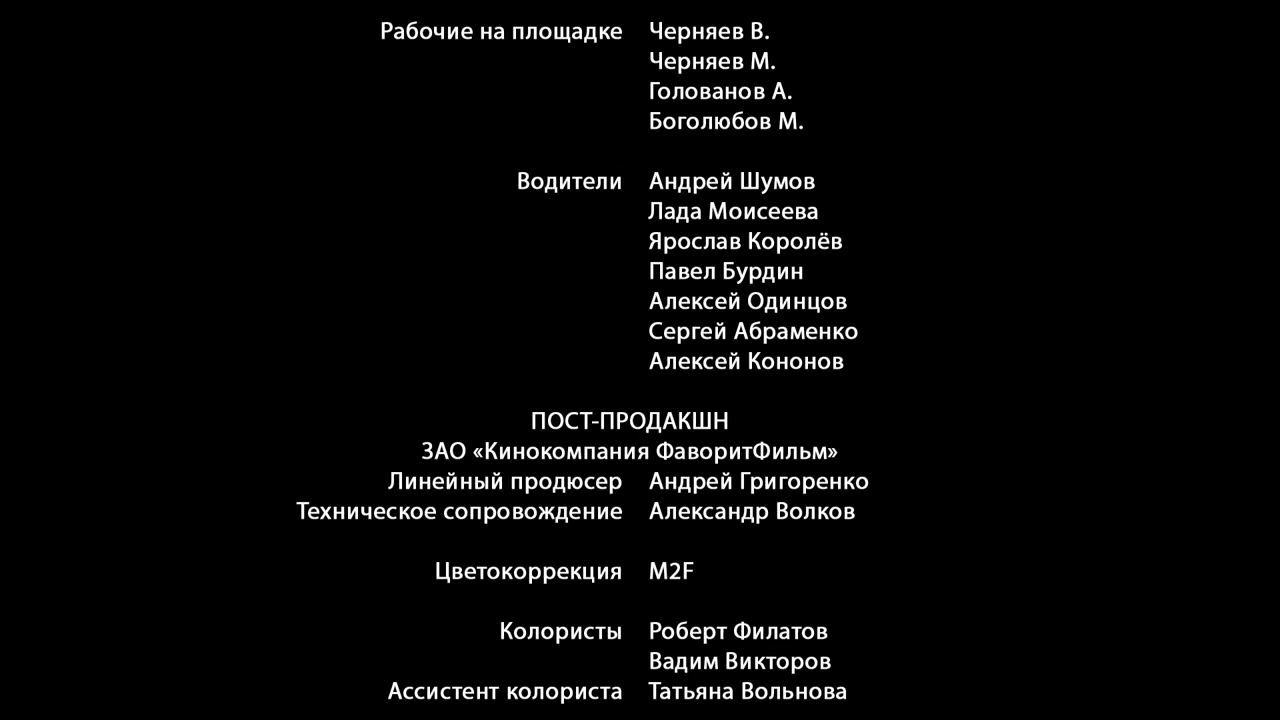 Рабочие на площадке Черняев В.
Черняев М.
Голованов А.
Боголюбов М.
Водители Андрей Шумов
Лада Моисеева
Ярослав Королёв
Павел Бурдин
Алексей Одинцов
Сергей Абраменко
Алексей Кононов
ПОСТ-ПРОДАКШН
ЗАО «Кинокомпания ФаворитФильм»
Линейный продюсер Андрей Григоренко
Техническое сопровождение Александр Волков
Цветокоррекция M2F
Колористы Роберт Филатов
Вадим Викторов
Ассистент колориста Татьяна Вольнова